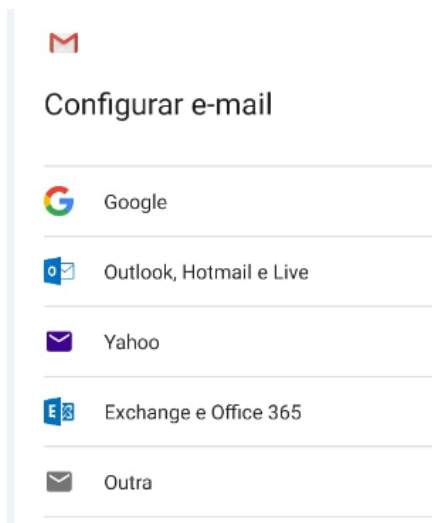 Configurar e-mail
Google
Outlook, Hotmail e Live
Yahoo
Exchange e Office 365
Outra